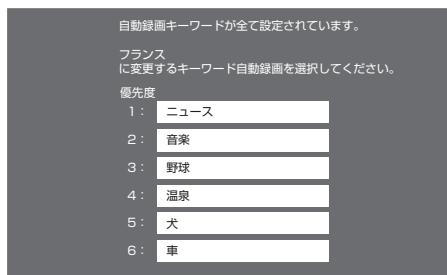 自動録画キーワードが全て設定されています。
フランス
に変更するキーワード自動録画を選択してください。
優先度
1： ニュース
2： 音楽
3： 野球
4： 温泉
5： 犬
6： 車